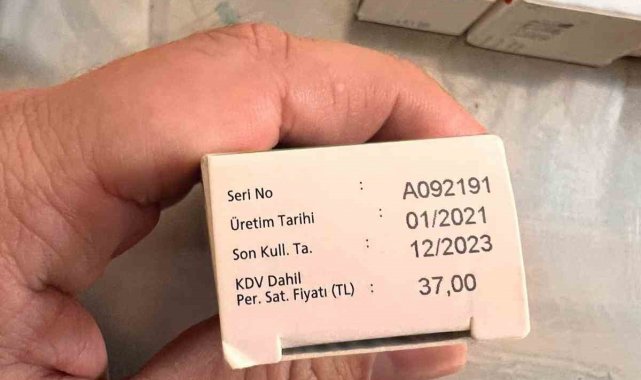 Seri No : A092191
Üretim Tarihi : 01/2021
Son Kull. Ta. : 12/2023
KDV Dahil
Per. Sat. Fiyatı (TL) : 37,00